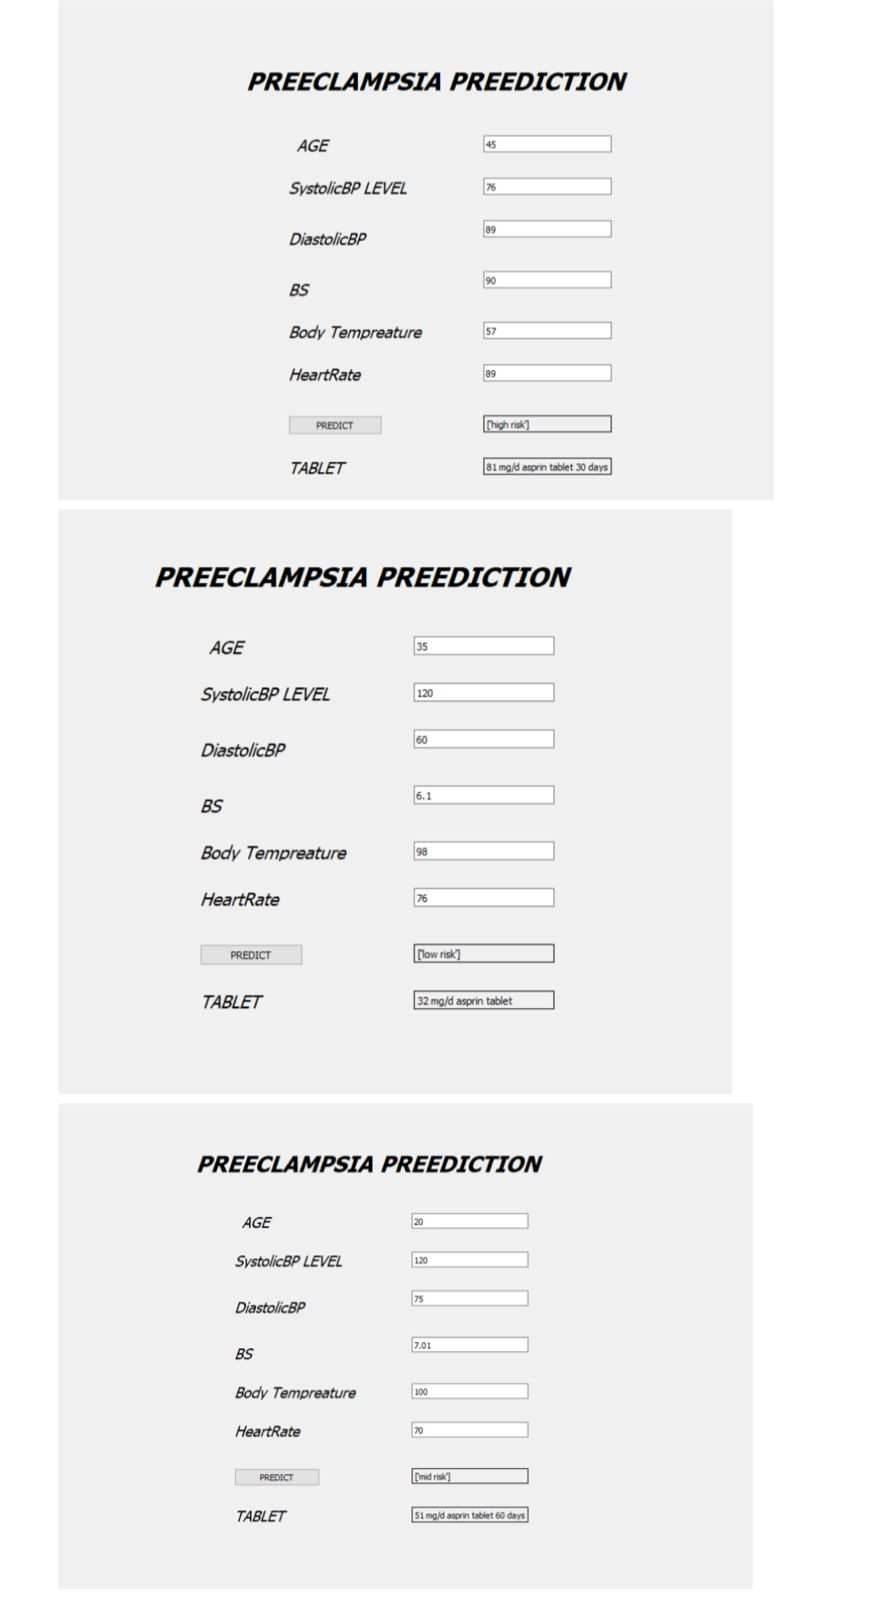 PREECLAMPSIA PREEDICTION
AGE 45
SystolicBP LEVEL 76
DiastolicBP 89
BS 90
Body Tempreature 57
HeartRate 89
PREDICT ['high risk']
TABLET 81 mg/d asprin tablet 30 days
PREECLAMPSIA PREEDICTION
AGE 35
SystolicBP LEVEL 120
DiastolicBP 60
BS 6.1
Body Tempreature 98
HeartRate 76
PREDICT ['low risk']
TABLET 32 mg/d asprin tablet
PREECLAMPSIA PREEDICTION
AGE 20
SystolicBP LEVEL 120
DiastolicBP 75
BS 7.01
Body Tempreature 100
HeartRate 70
PREDICT ['mid risk']
TABLET 51 mg/d asprin tablet 60 days